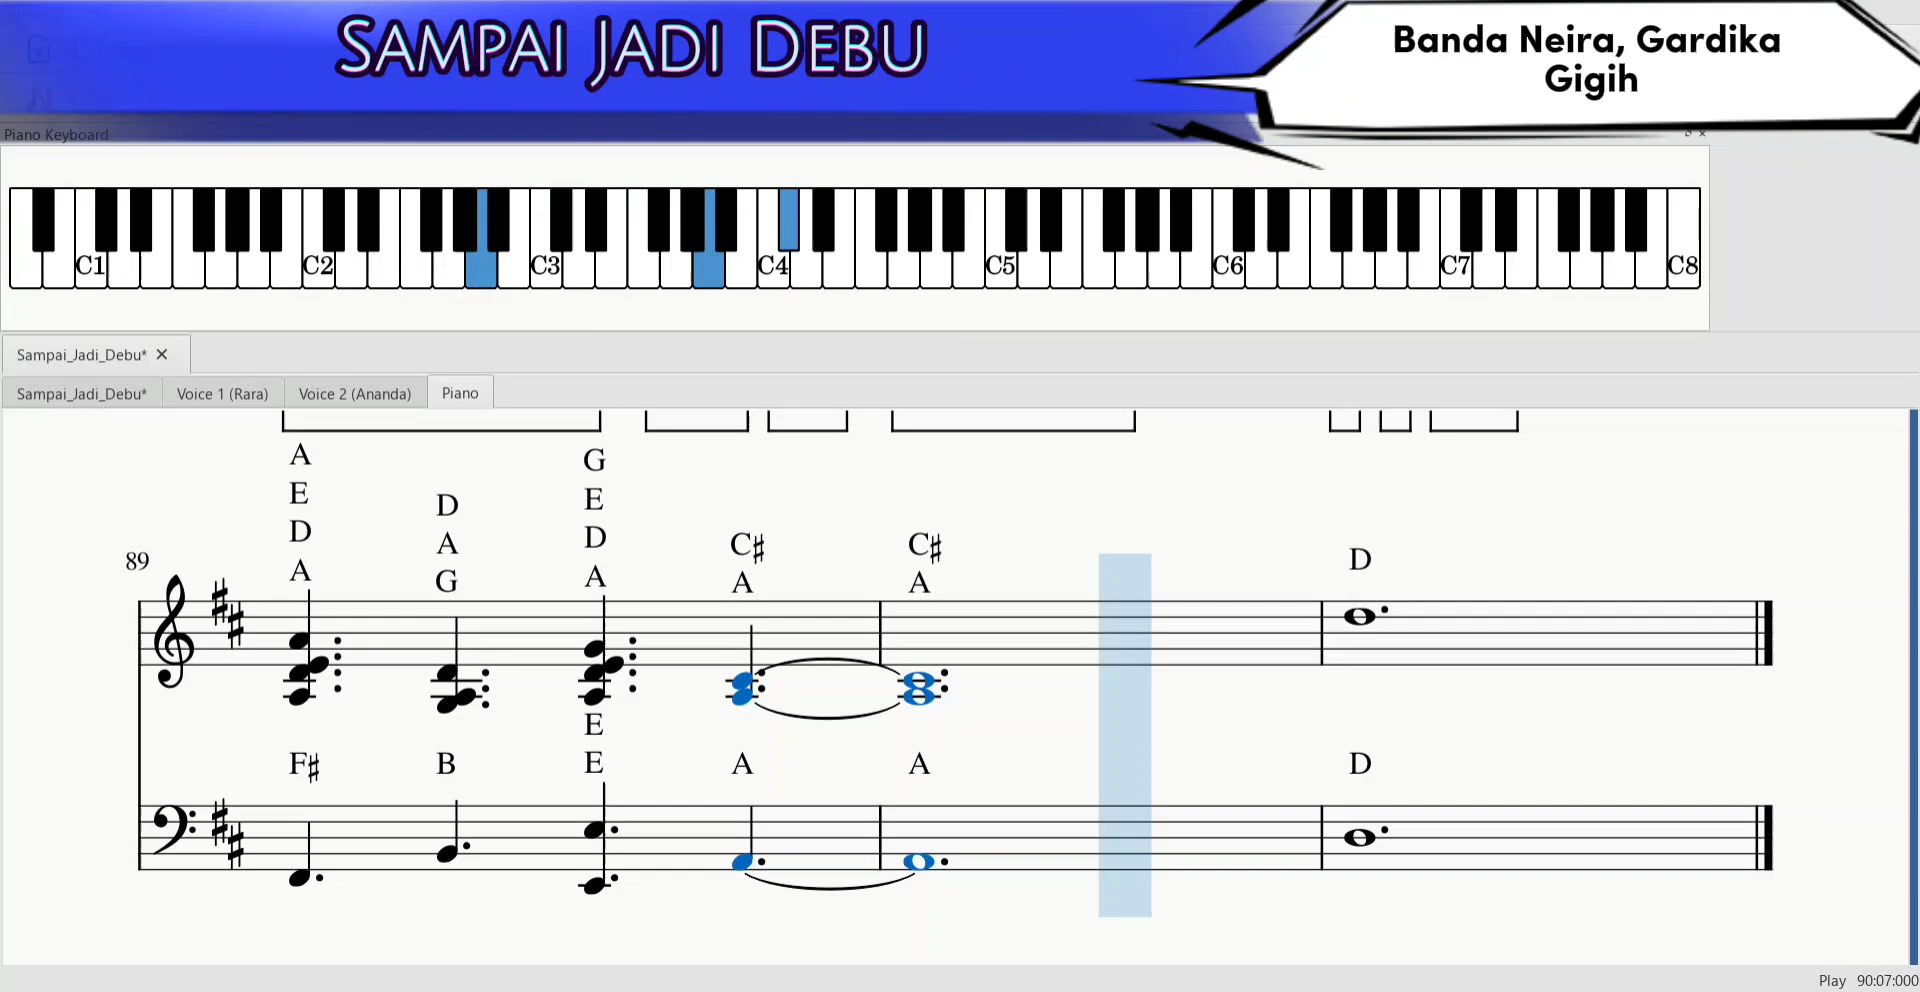 SAMPAI JADI DEBU
Banda Neira, Gardika
Gigih
Piano Keyboard
C1 C2 C3 C4 C5 C6 C7 C8
Sampai_Jadi_Debu*
Sampai_Jadi_Debu* Voice 1 (Rara) Voice 2 (Ananda) Piano
A G
E D E
D A D C♯ C♯ D
89 A G A A A
E
F♯ B E A A D
Play 90:07:000